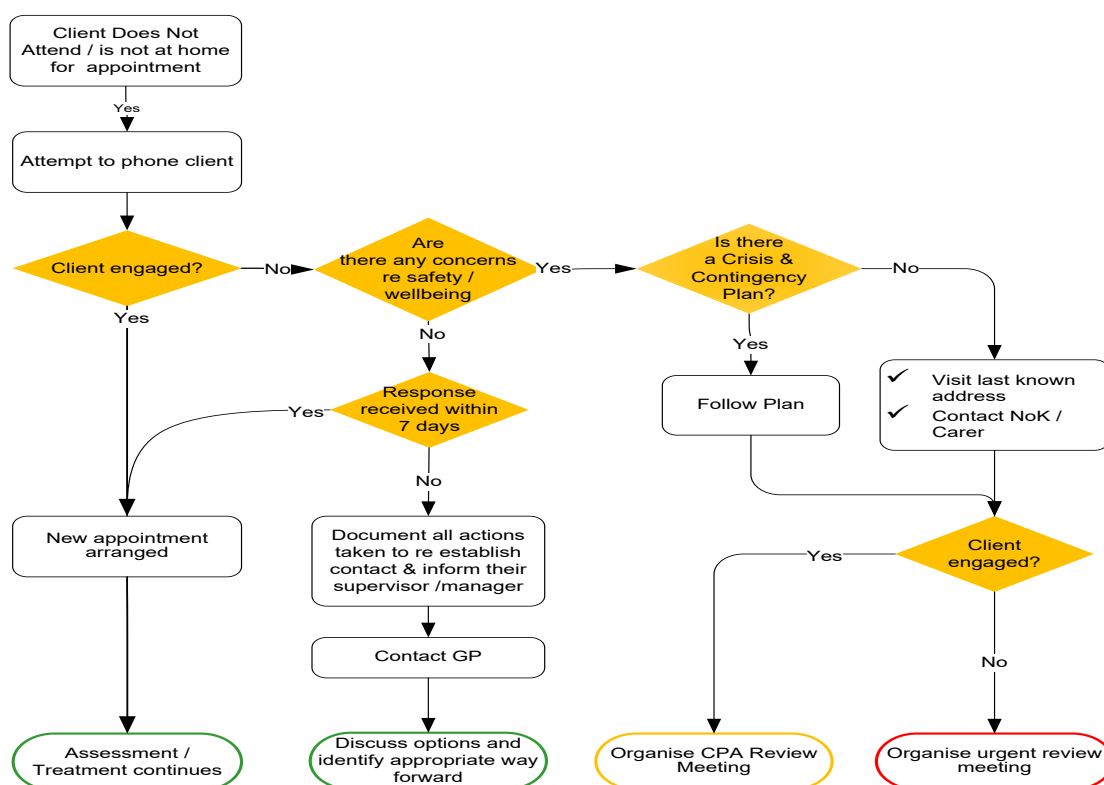 Client Does Not
Attend / is not at home
for appointment
Yes
Attempt to phone client
Client engaged?
No
Are
there any concerns
re safety /
wellbeing
Yes
Is there
a Crisis &
Contingency
Plan?
No
Yes
No
Yes
Response
received within
7 days
Yes
Follow Plan
✓ Visit last known
address
✓ Contact NoK /
Carer
No
New appointment
arranged
Document all actions
taken to re establish
contact & inform their
supervisor /manager
Client
engaged?
Yes
Contact GP
No
Assessment /
Treatment continues
Discuss options and
identify appropriate way
forward
Organise CPA Review
Meeting
Organise urgent review
meeting